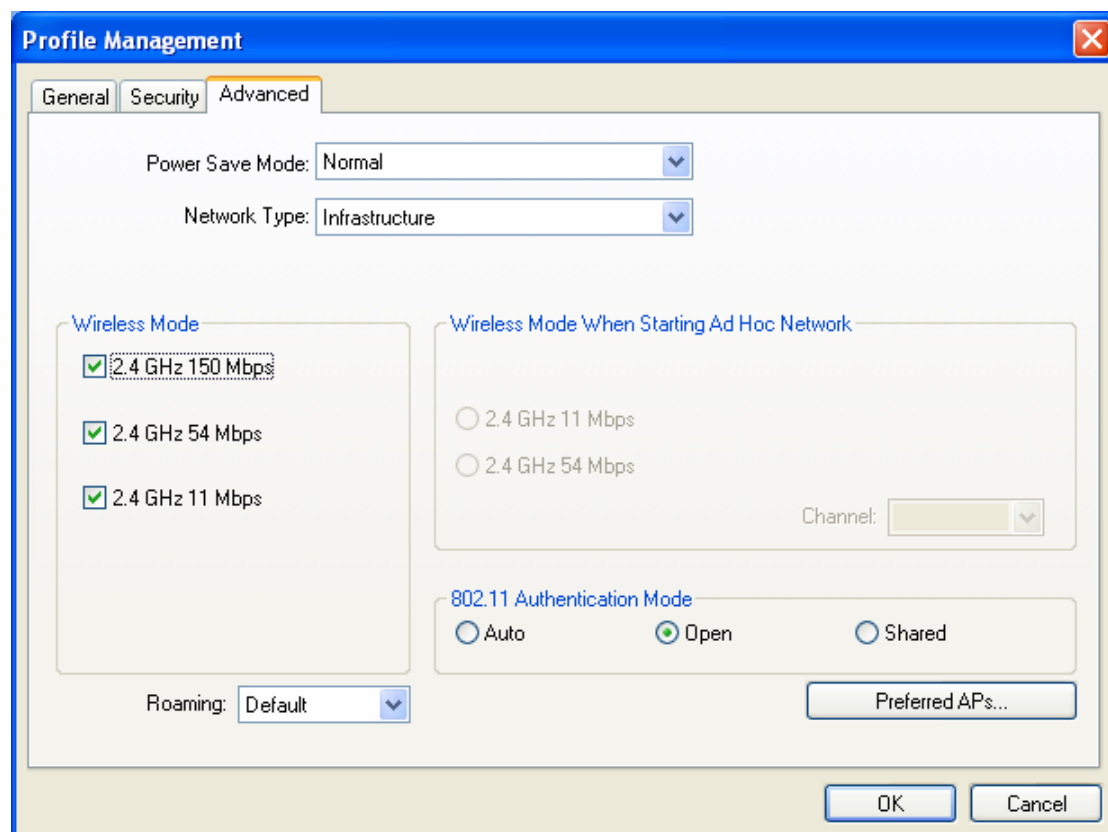 Profile Management
General Security Advanced
Power Save Mode: Normal
Network Type: Infrastructure
Wireless Mode
2.4 GHz 150 Mbps
2.4 GHz 54 Mbps
2.4 GHz 11 Mbps
Wireless Mode When Starting Ad Hoc Network
2.4 GHz 11 Mbps
2.4 GHz 54 Mbps
Channel:
802.11 Authentication Mode
Auto Open Shared
Roaming: Default
Preferred APs...
OK Cancel